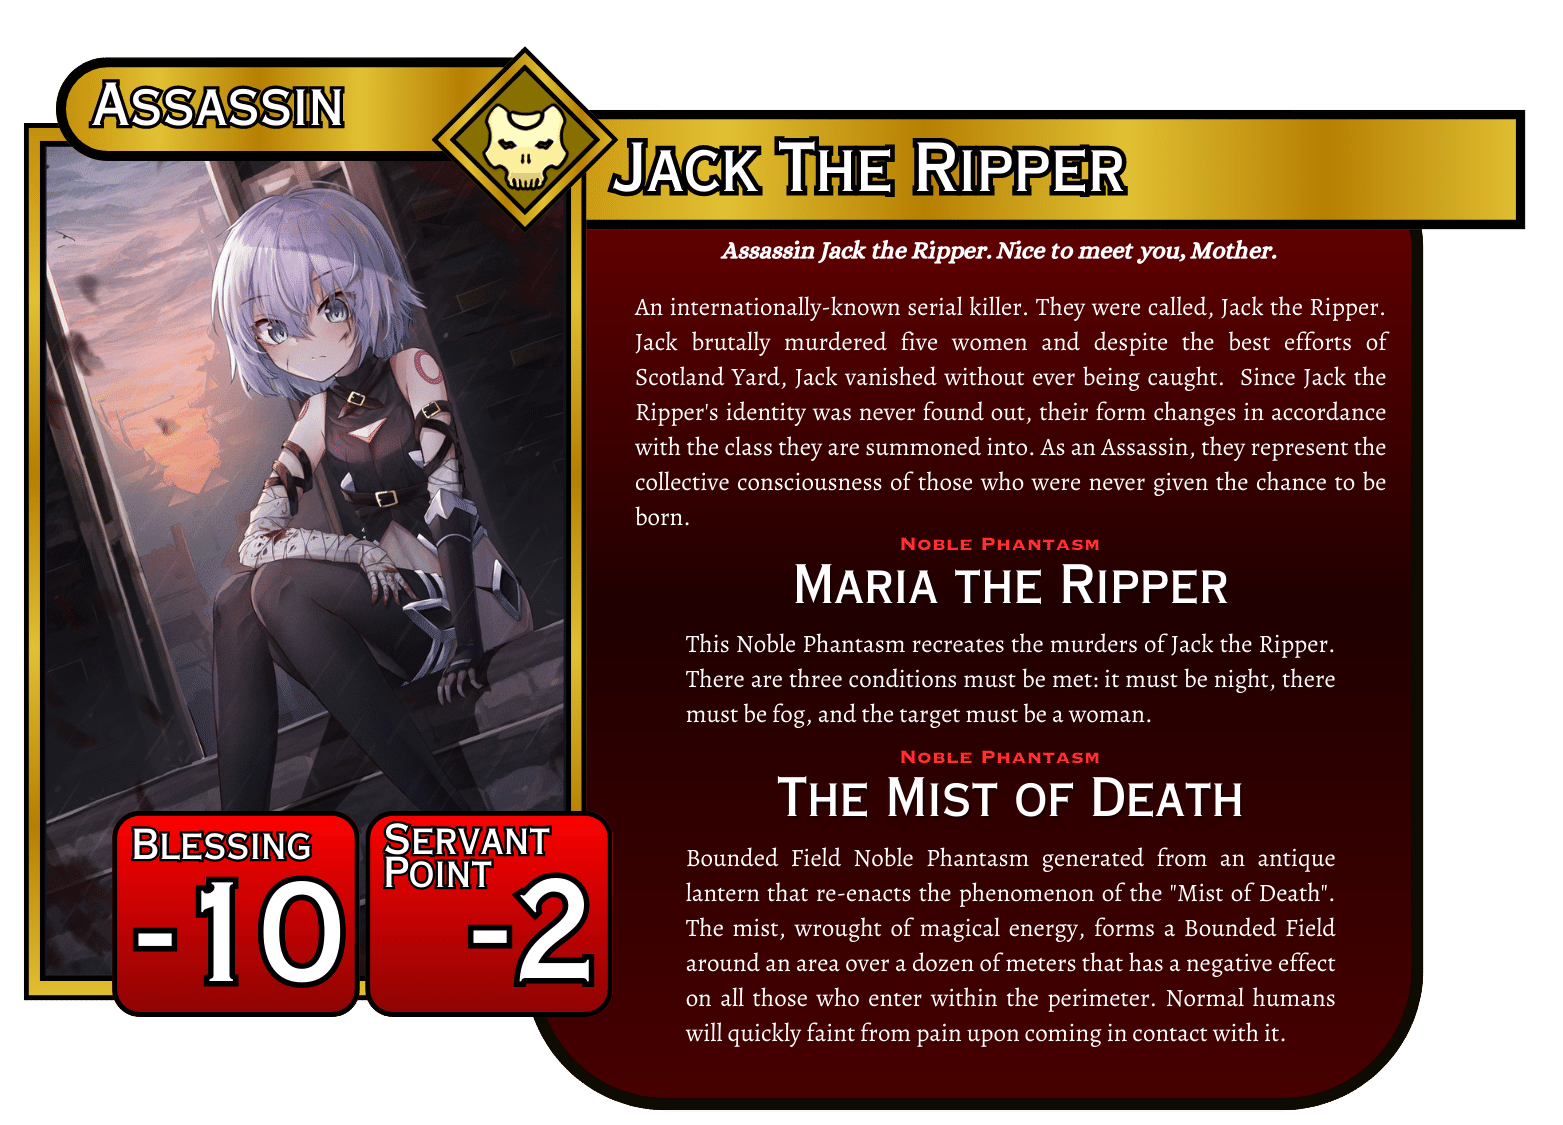 Assassin
Jack The Ripper
Assassin Jack the Ripper. Nice to meet you, Mother.
An internationally-known serial killer. They were called, Jack the Ripper.
Jack brutally murdered five women and despite the best efforts of
Scotland Yard, Jack vanished without ever being caught.  Since Jack the
Ripper's identity was never found out, their form changes in accordance
with the class they are summoned into. As an Assassin, they represent the
collective consciousness of those who were never given the chance to be
born.
Noble Phantasm
Maria the Ripper
This Noble Phantasm recreates the murders of Jack the Ripper.
There are three conditions must be met: it must be night, there
must be fog, and the target must be a woman.
Noble Phantasm
The Mist of Death
Bounded Field Noble Phantasm generated from an antique
lantern that re-enacts the phenomenon of the "Mist of Death".
The mist, wrought of magical energy, forms a Bounded Field
around an area over a dozen of meters that has a negative effect
on all those who enter within the perimeter. Normal humans
will quickly faint from pain upon coming in contact with it.
Blessing
-10
Servant
Point
-2